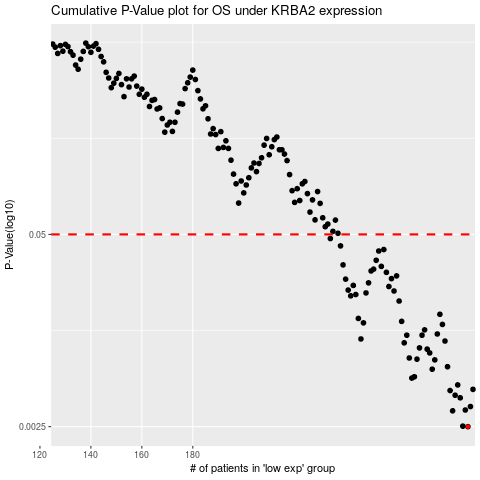 Cumulative P-Value plot for OS under KRBA2 expression
P-Value(log10)
0.05
0.0025
120 140 160 180
# of patients in 'low exp' group